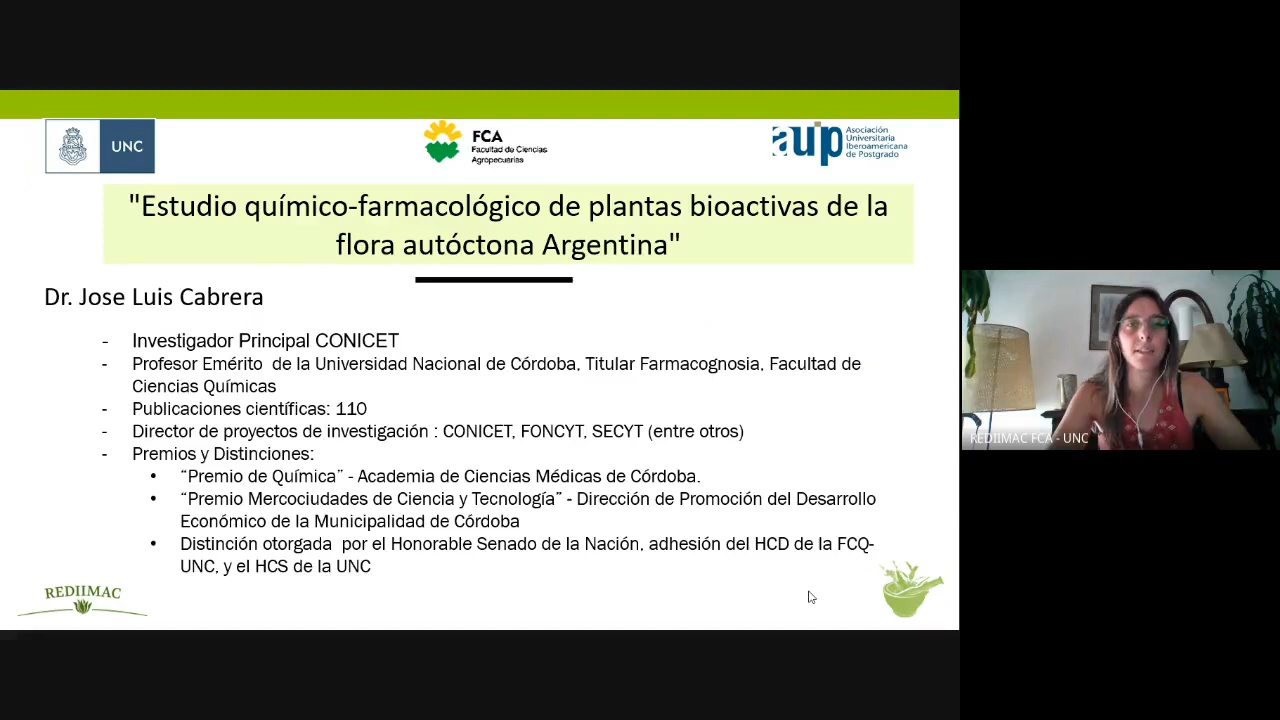 UNC
FCA
Facultad de Ciencias
Agropecuarias
auip
Asociación
Universitaria
Iberoamericana
de Postgrado
"Estudio químico-farmacológico de plantas bioactivas de la
flora autóctona Argentina"
Dr. Jose Luis Cabrera
- Investigador Principal CONICET
- Profesor Emérito de la Universidad Nacional de Córdoba, Titular Farmacognosia, Facultad de
Ciencias Químicas
- Publicaciones científicas: 110
- Director de proyectos de investigación : CONICET, FONCYT, SECYT (entre otros)
- Premios y Distinciones:
• “Premio de Química” - Academia de Ciencias Médicas de Córdoba.
• “Premio Mercociudades de Ciencia y Tecnología” - Dirección de Promoción del Desarrollo
Económico de la Municipalidad de Córdoba
• Distinción otorgada por el Honorable Senado de la Nación, adhesión del HCD de la FCQ-
UNC, y el HCS de la UNC
REDIIMAC
REDIIMAC FCA - UNC